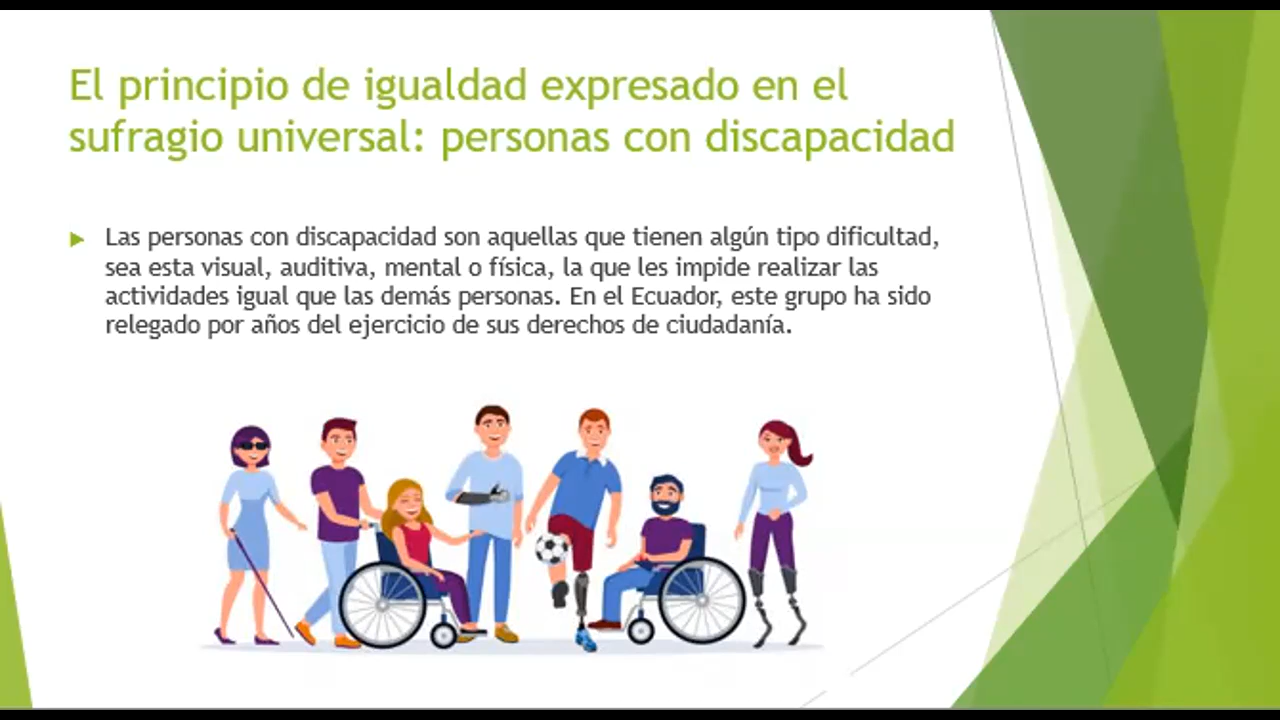 El principio de igualdad expresado en el
sufragio universal: personas con discapacidad
Las personas con discapacidad son aquellas que tienen algún tipo dificultad,
sea esta visual, auditiva, mental o física, la que les impide realizar las
actividades igual que las demás personas. En el Ecuador, este grupo ha sido
relegado por años del ejercicio de sus derechos de ciudadanía.